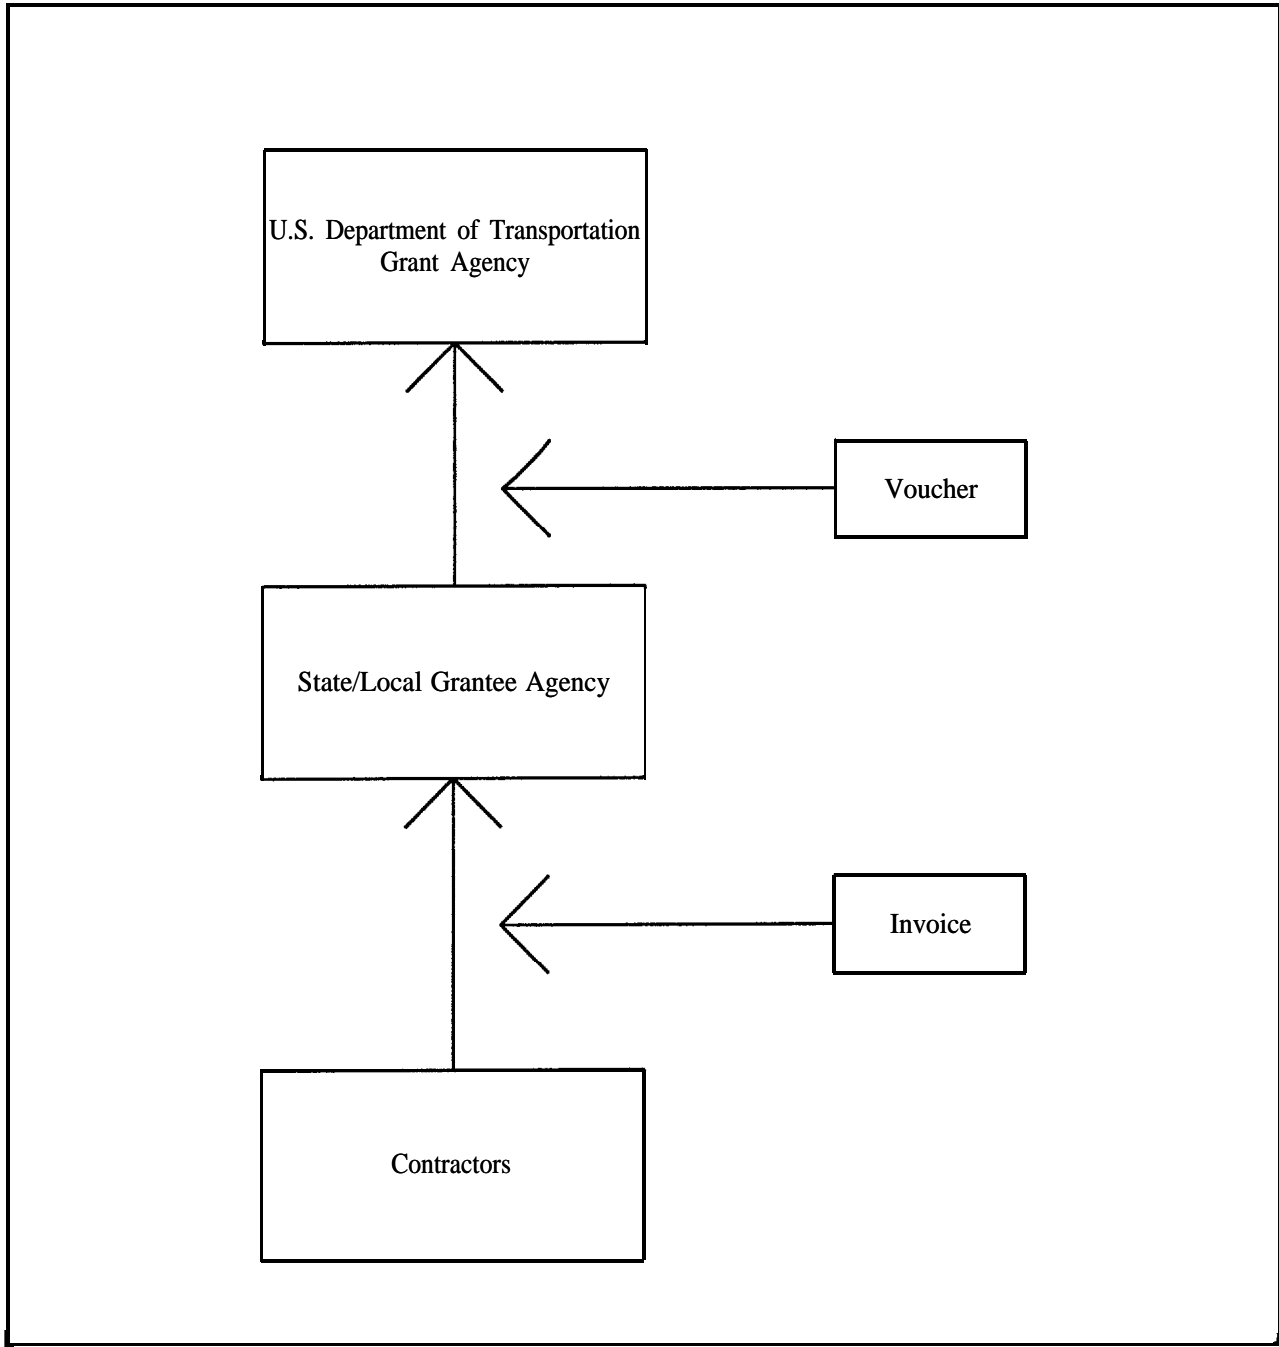 U.S. Department of Transportation
Grant Agency
Voucher
State/Local Grantee Agency
Invoice
Contractors